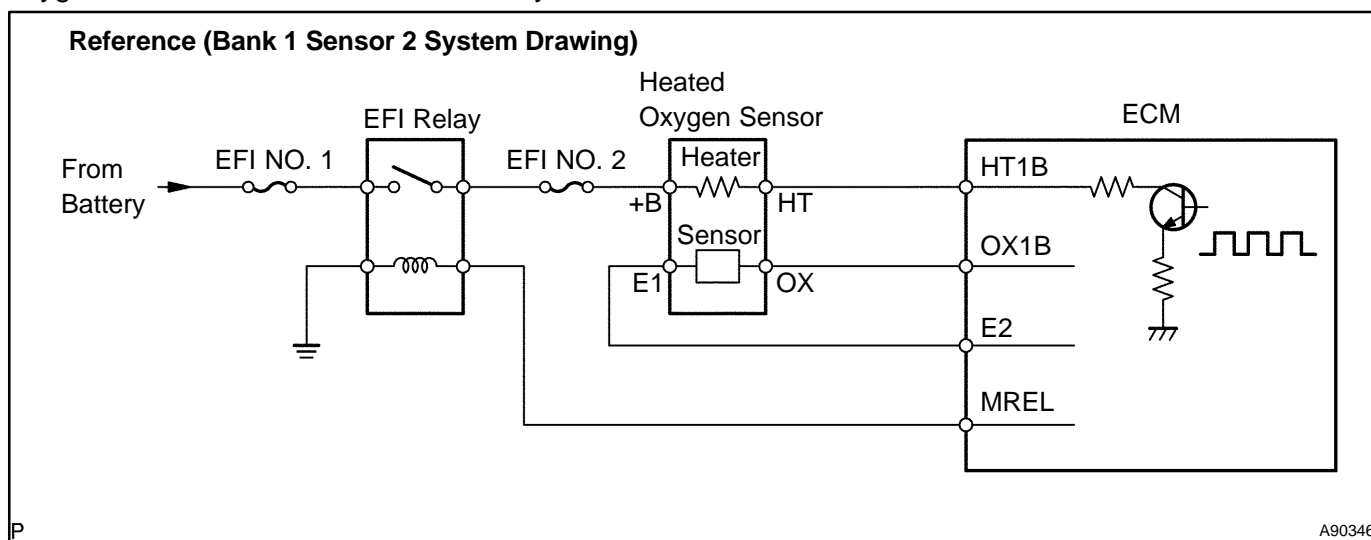 Reference (Bank 1 Sensor 2 System Drawing)
Heated
Oxygen Sensor
EFI Relay
ECM
From
Battery
EFI NO. 1
EFI NO. 2
Heater
+B
HT
HT1B
Sensor
E1
OX
OX1B
E2
MREL
P
A90346